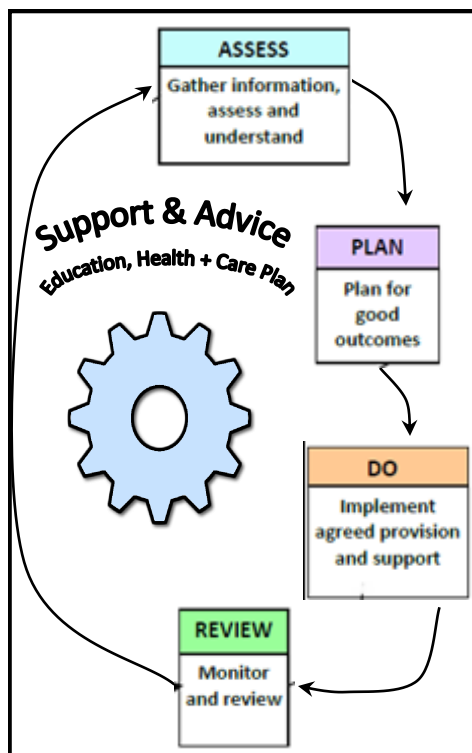 ASSESS
Gather information,
assess and
understand
Support & Advice
Education, Health + Care Plan
PLAN
Plan for
good
outcomes
DO
Implement
agreed provision
and support
REVIEW
Monitor
and review